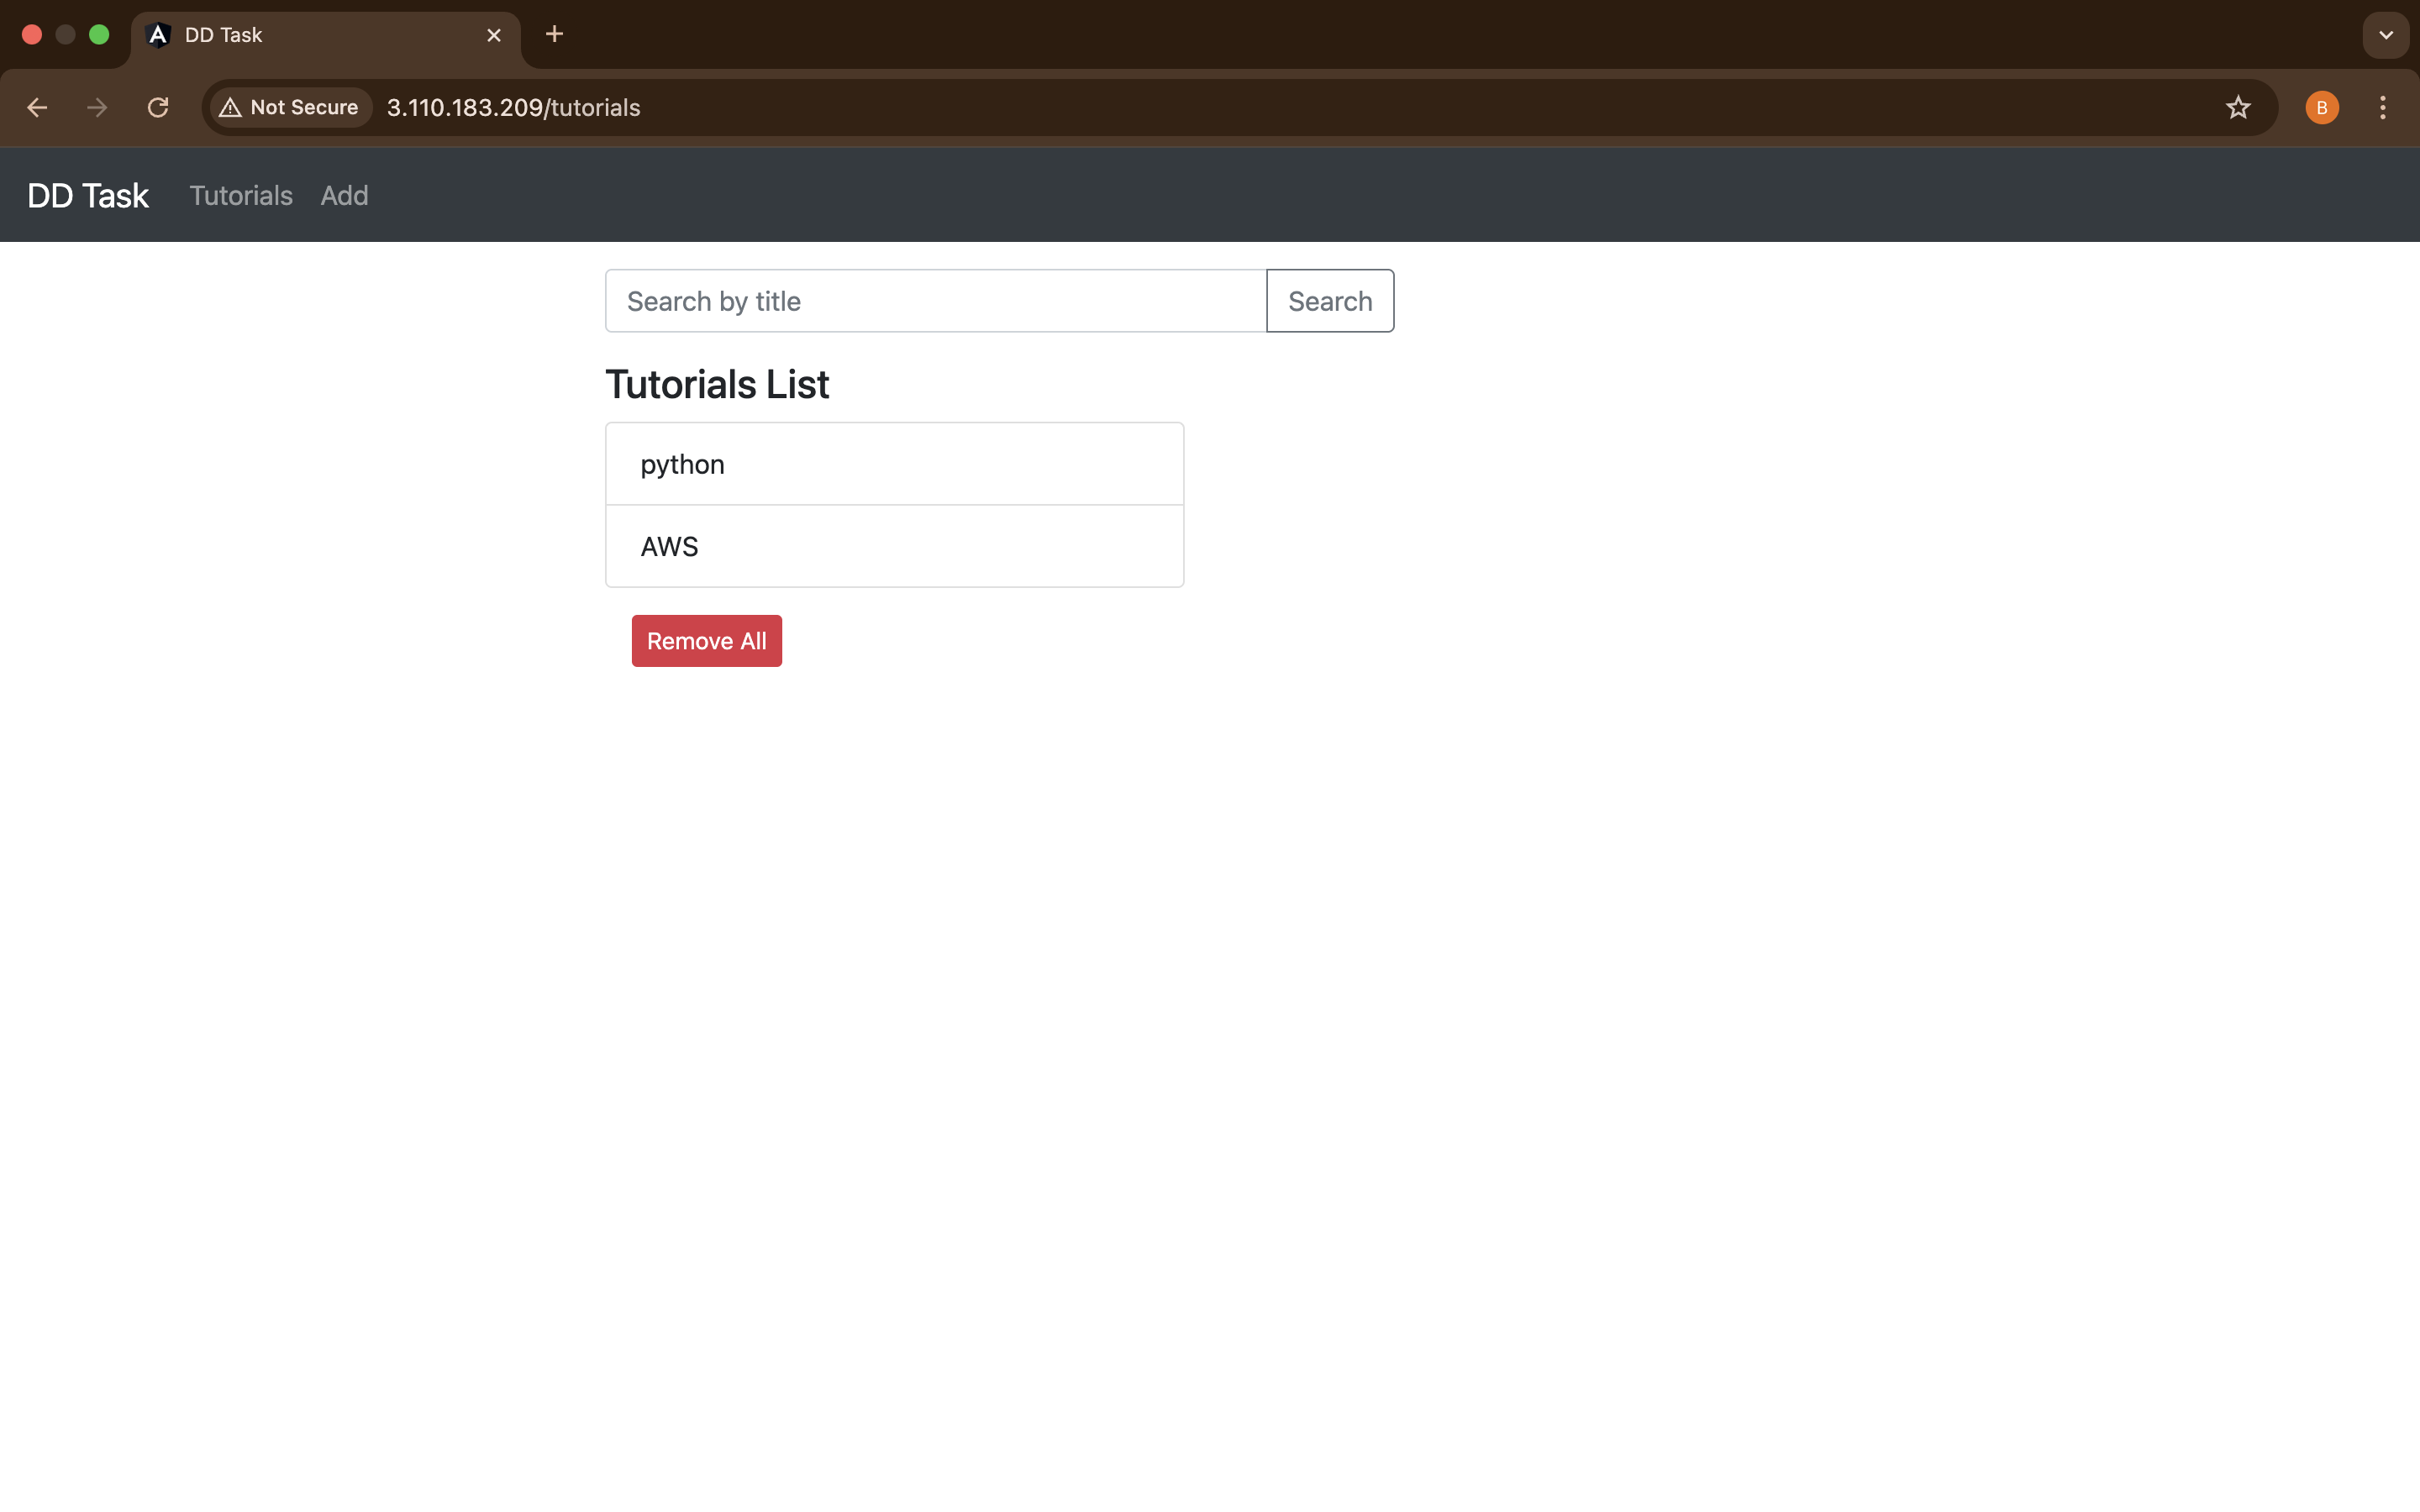 DD Task
Not Secure 3.110.183.209/tutorials B
DD Task Tutorials Add
Search by title Search
Tutorials List
python
AWS
Remove All